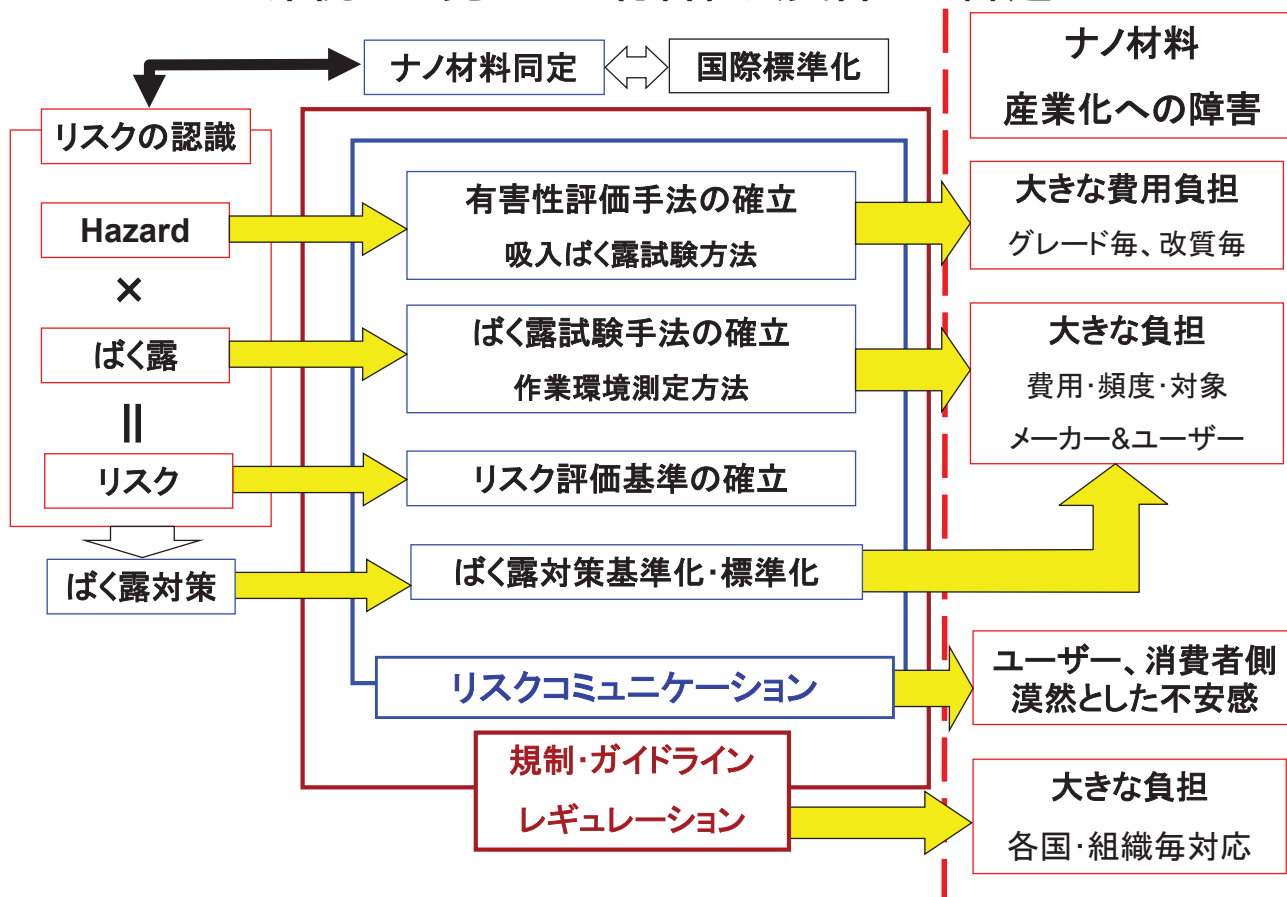 ナノ材料同定
国際標準化
ナノ材料
産業化への障害
リスクの認識
Hazard
×
ばく露
||
リスク
ばく露対策
有害性評価手法の確立
吸入ばく露試験方法
ばく露試験手法の確立
作業環境測定方法
リスク評価基準の確立
ばく露対策基準化・標準化
リスクコミュニケーション
規制・ガイドライン
レギュレーション
大きな費用負担
グレード毎、改質毎
大きな負担
費用・頻度・対象
メーカー&ユーザー
ユーザー、消費者側
漠然とした不安感
大きな負担
各国・組織毎対応